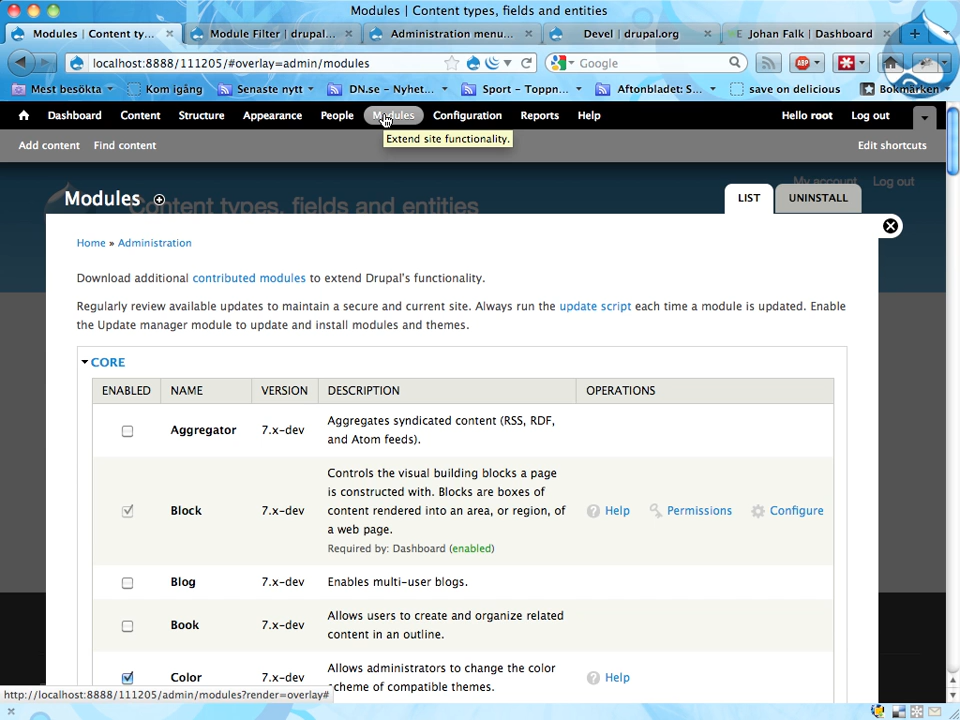 Modules | Content types, fields and entities
Modules | Content ty...
Module Filter | drupal...
Administration menu...
Devel | drupal.org
Johan Falk | Dashboard
localhost:8888/111205/#overlay=admin/modules
Google
ABP
Mest besökta
Kom igång
Senaste nytt
DN.se - Nyhet...
Sport - Toppn...
Aftonbladet: S...
save on delicious
Bokmärken
Dashboard
Content
Structure
Appearance
People
Modules
Configuration
Reports
Help
Hello root
Log out
Extend site functionality.
Add content
Find content
Edit shortcuts
My account
Log out
Content types, fields and entities
Modules
LIST
UNINSTALL
Home » Administration
Download additional contributed modules to extend Drupal's functionality.
Regularly review available updates to maintain a secure and current site. Always run the update script each time a module is updated. Enable
the Update manager module to update and install modules and themes.
CORE
ENABLED NAME VERSION DESCRIPTION OPERATIONS
Aggregator 7.x-dev
Aggregates syndicated content (RSS, RDF,
and Atom feeds).
Block 7.x-dev
Controls the visual building blocks a page
is constructed with. Blocks are boxes of
content rendered into an area, or region, of
a web page.
Required by: Dashboard (enabled)
Help Permissions Configure
Blog 7.x-dev Enables multi-user blogs.
Book 7.x-dev
Allows users to create and organize related
content in an outline.
Color 7.x-dev
Allows administrators to change the color
scheme of compatible themes.
Help
http://localhost:8888/111205/admin/modules?render=overlay#